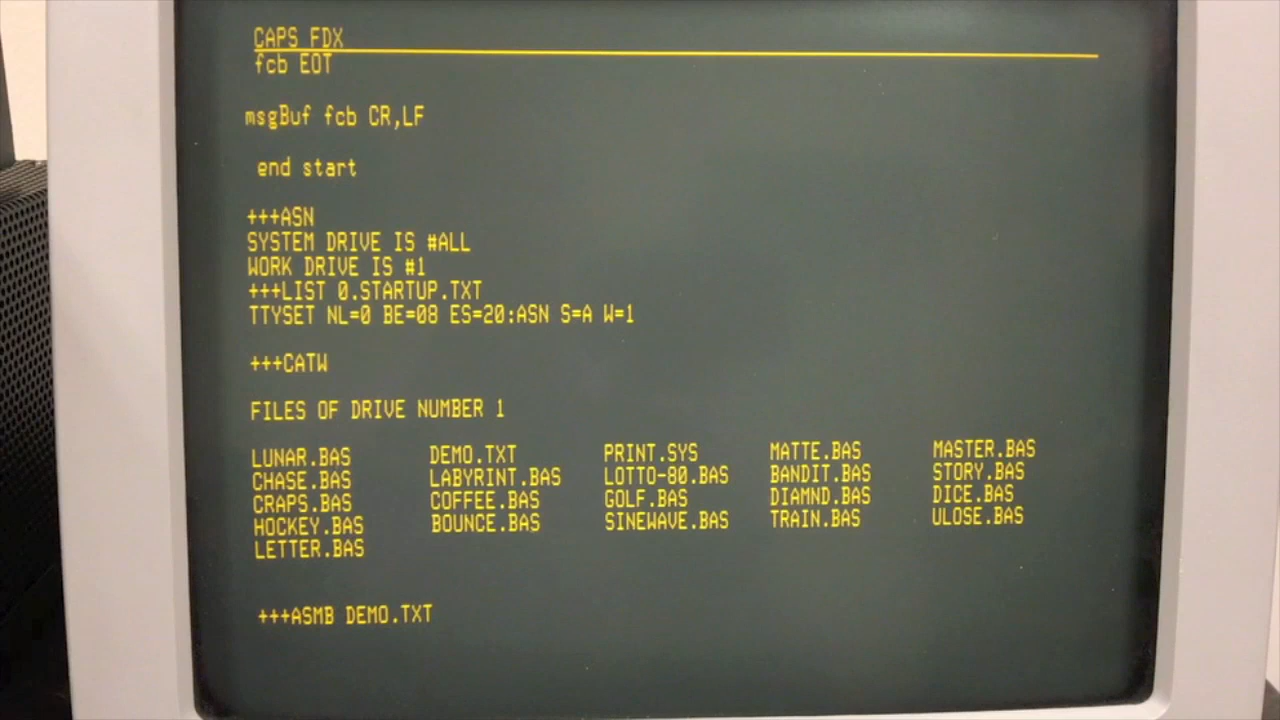 CAPS FDX
fcb EOT
msgBuf fcb CR,LF
end start
+++ASN
SYSTEM DRIVE IS #ALL
WORK DRIVE IS #1
+++LIST 0.STARTUP.TXT
TTYSET NL=0 BE=08 ES=20:ASN S=A W=1
+++CATW
FILES OF DRIVE NUMBER 1
LUNAR.BAS DEMO.TXT PRINT.SYS MATTE.BAS MASTER.BAS
CHASE.BAS LABYRINT.BAS LOTTO-80.BAS BANDIT.BAS STORY.BAS
CRAPS.BAS COFFEE.BAS GOLF.BAS DIAMND.BAS DICE.BAS
HOCKEY.BAS BOUNCE.BAS SINEWAVE.BAS TRAIN.BAS ULOSE.BAS
LETTER.BAS
+++ASMB DEMO.TXT